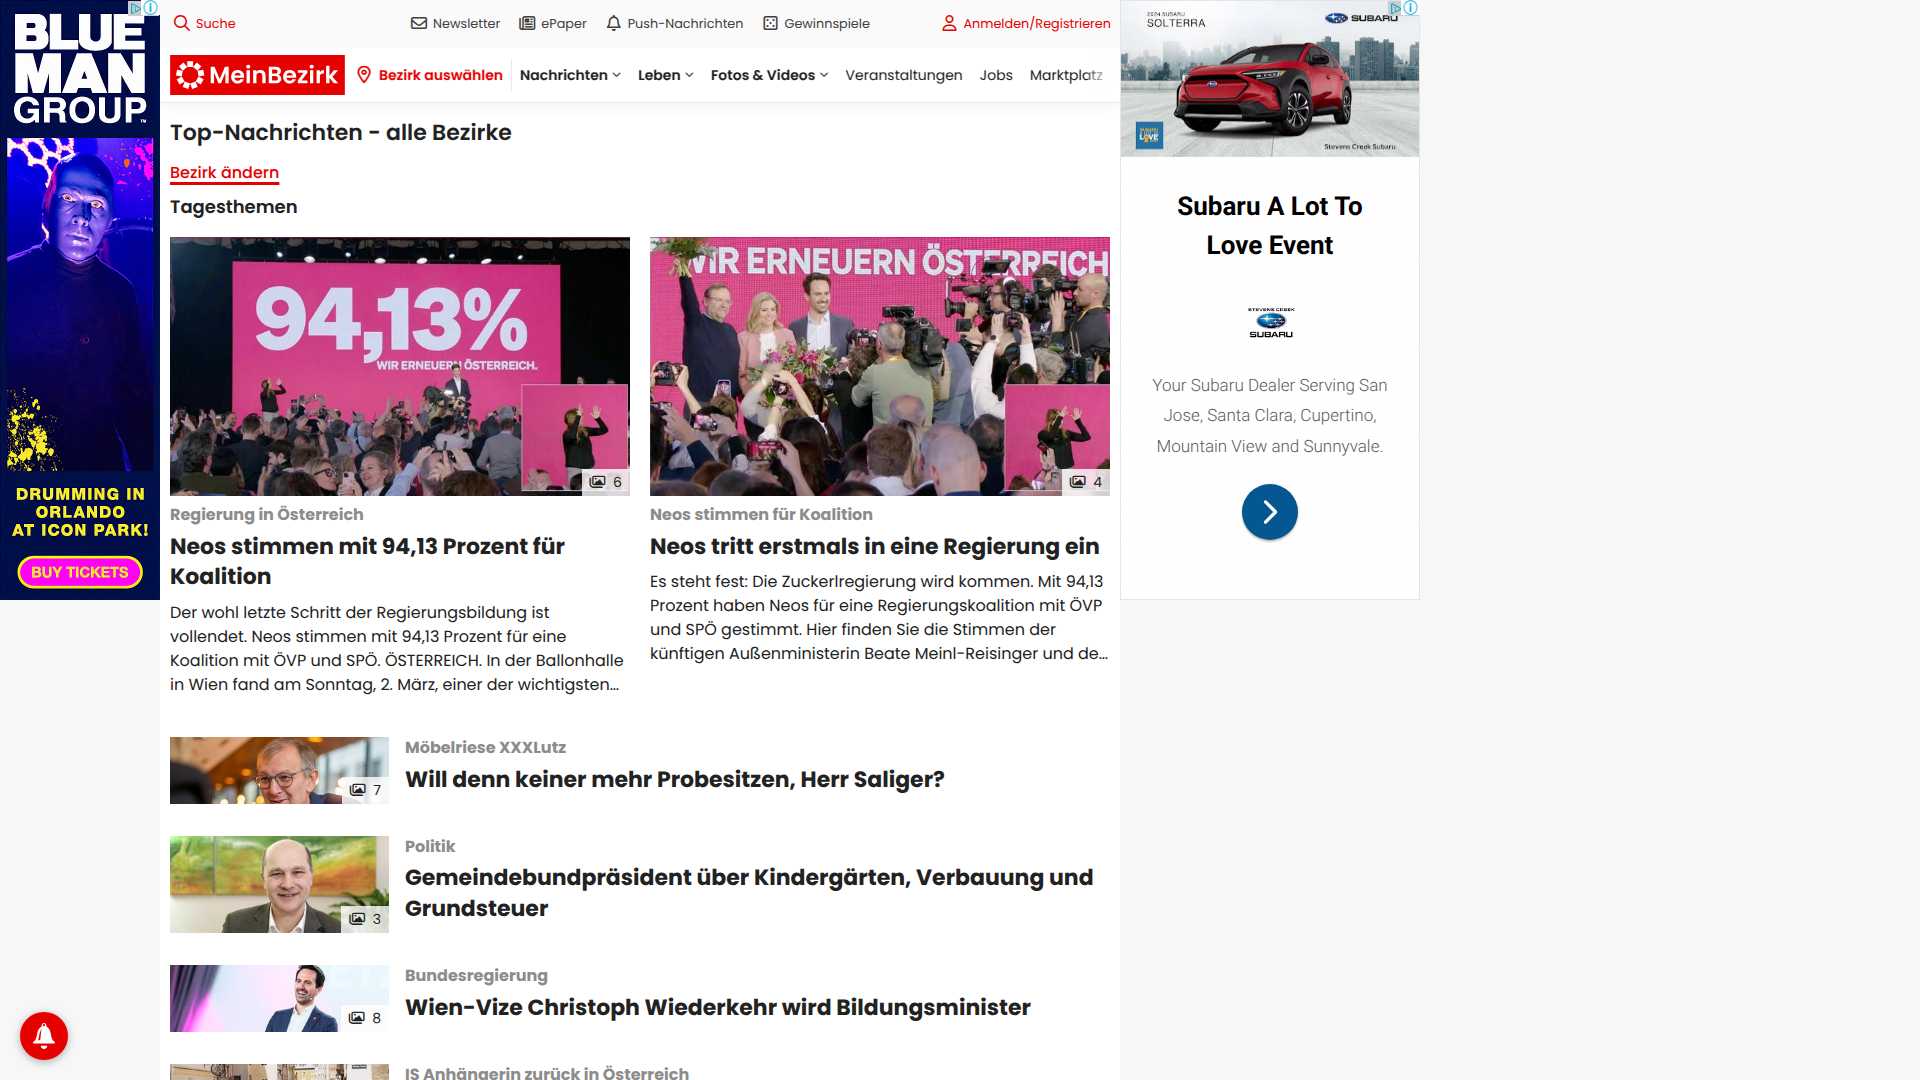 BLUE
MAN
GROUP
DRUMMING IN
ORLANDO
AT ICON PARK!
BUY TICKETS
Suche
Newsletter
ePaper
Push-Nachrichten
Gewinnspiele
Anmelden/Registrieren
MeinBezirk
Bezirk auswählen
Nachrichten
Leben
Fotos & Videos
Veranstaltungen
Jobs
Marktplatz
Top-Nachrichten - alle Bezirke
Bezirk ändern
Tagesthemen
94,13%
WIR ERNEUERN ÖSTERREICH.
6
Regierung in Österreich
Neos stimmen mit 94,13 Prozent für
Koalition
Der wohl letzte Schritt der Regierungsbildung ist
vollendet. Neos stimmen mit 94,13 Prozent für eine
Koalition mit ÖVP und SPÖ. ÖSTERREICH. In der Ballonhalle
in Wien fand am Sonntag, 2. März, einer der wichtigsten...
WIR ERNEUERN ÖSTERREICH
4
Neos stimmen für Koalition
Neos tritt erstmals in eine Regierung ein
Es steht fest: Die Zuckerlregierung wird kommen. Mit 94,13
Prozent haben Neos für eine Regierungskoalition mit ÖVP
und SPÖ gestimmt. Hier finden Sie die Stimmen der
künftigen Außenministerin Beate Meinl-Reisinger und de...
7
Möbelriese XXXLutz
Will denn keiner mehr Probesitzen, Herr Saliger?
3
Politik
Gemeindebundpräsident über Kindergärten, Verbauung und
Grundsteuer
8
Bundesregierung
Wien-Vize Christoph Wiederkehr wird Bildungsminister
IS Anhängerin zurück in Österreich
2024 SUBARU
SOLTERRA
SUBARU
LOVE
Stevens Creek Subaru
Subaru A Lot To
Love Event
STEVENS CREEK
SUBARU
Your Subaru Dealer Serving San
Jose, Santa Clara, Cupertino,
Mountain View and Sunnyvale.